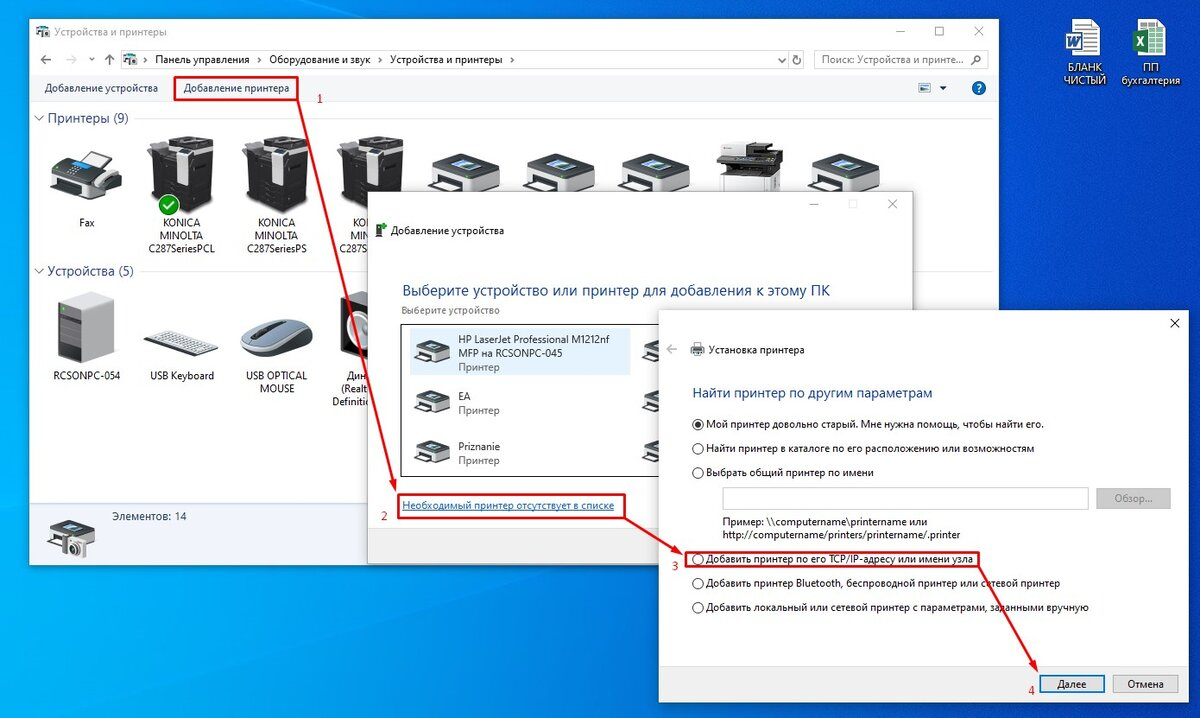 Устройства и принтеры
Панель управления
Оборудование и звук
Устройства и принтеры
Поиск: Устройства и принте...
Добавление устройства
Добавление принтера
1
Принтеры (9)
Fax
KONICA
MINOLTA
C287SeriesPCL
KONICA
MINOLTA
C287SeriesPS
Устройства (5)
RCSONPC-054
USB Keyboard
USB OPTICAL
MOUSE
Элементов: 14
БЛАНК
ЧИСТЫЙ
ПП
бухгалтерия
Добавление устройства
Выберите устройство или принтер для добавления к этому ПК
Выберите устройство
HP LaserJet Professional M1212nf
MFP на RCSONPC-045
Принтер
EA
Принтер
Priznanie
Принтер
2
Необходимый принтер отсутствует в списке
Установка принтера
Найти принтер по другим параметрам
Мой принтер довольно старый. Мне нужна помощь, чтобы найти его.
Найти принтер в каталоге по его расположению или возможностям
Выбрать общий принтер по имени
Обзор...
Пример: \\computername\printername или
http://computername/printers/printername/.printer
3
Добавить принтер по его TCP/IP-адресу или имени узла
Добавить принтер Bluetooth, беспроводной принтер или сетевой принтер
Добавить локальный или сетевой принтер с параметрами, заданными вручную
4
Далее
Отмена